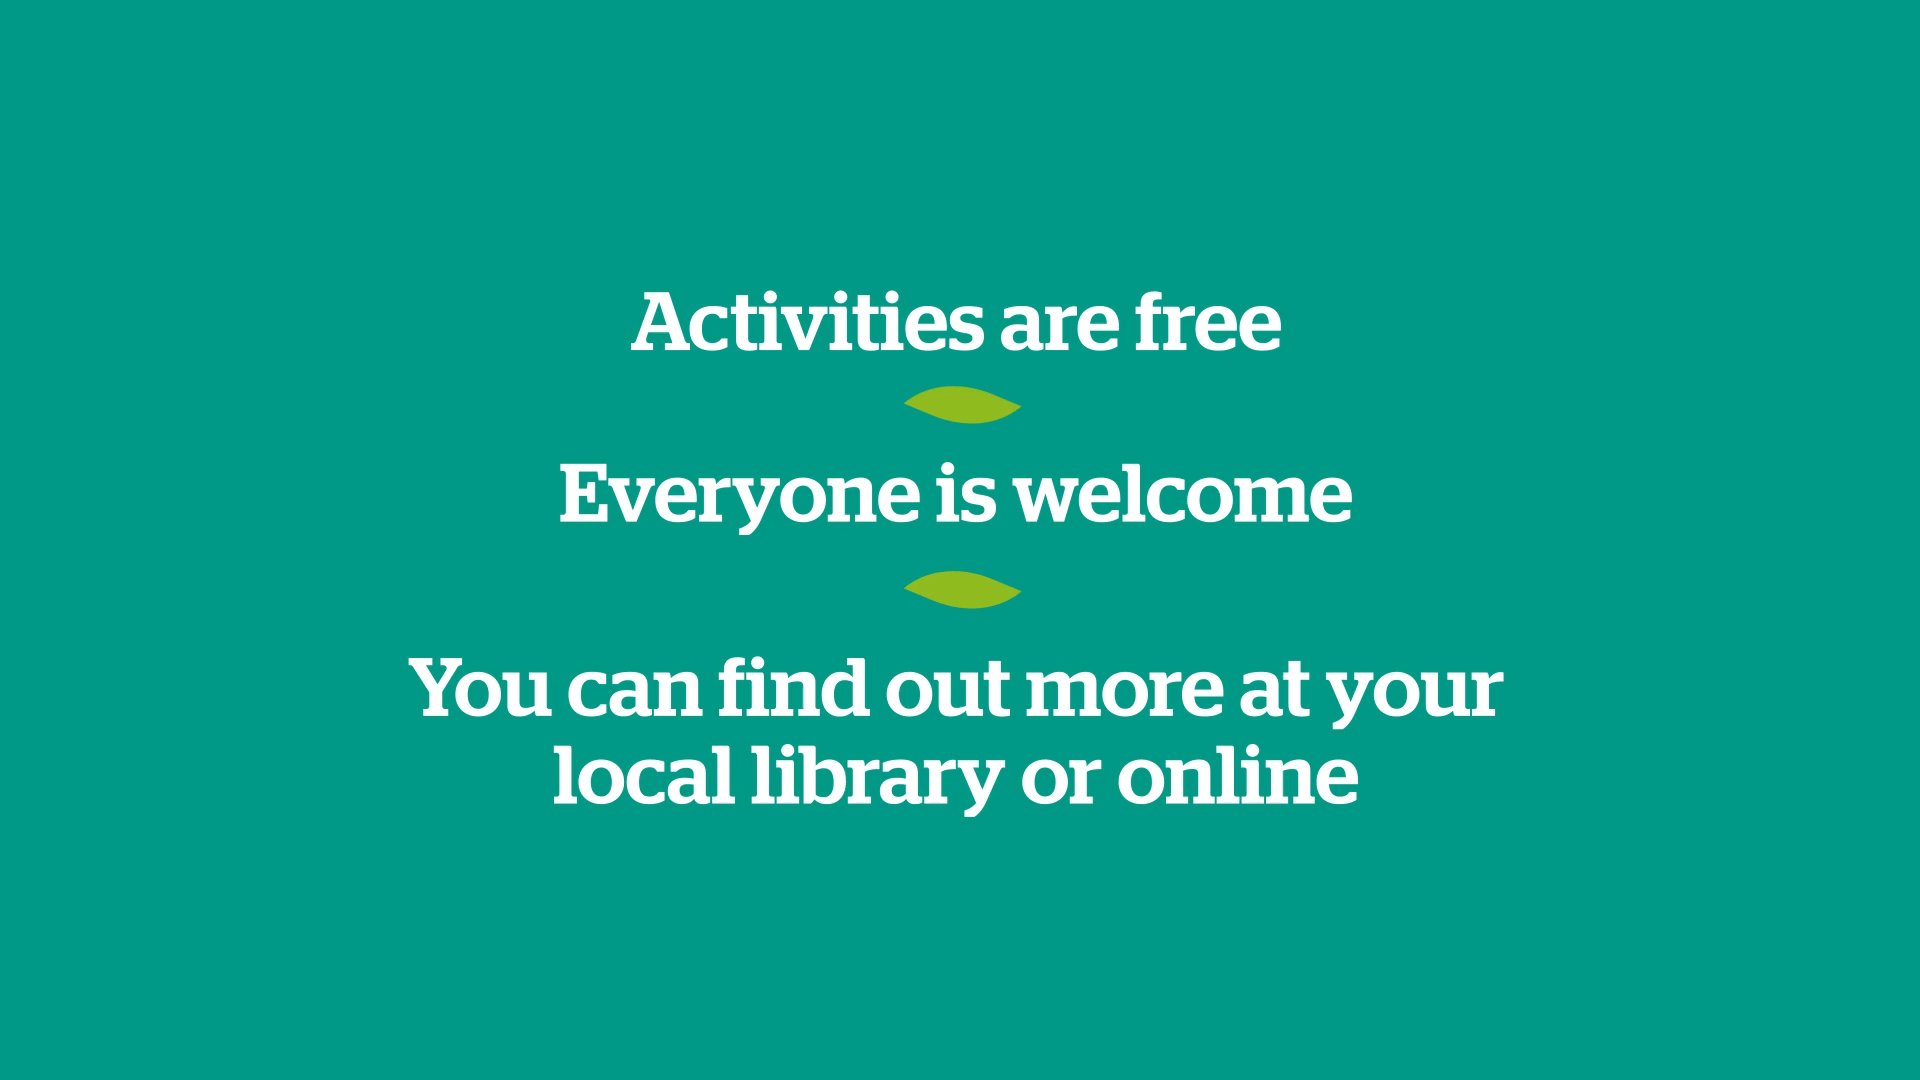 Activities are free
Everyone is welcome
You can find out more at your
local library or online